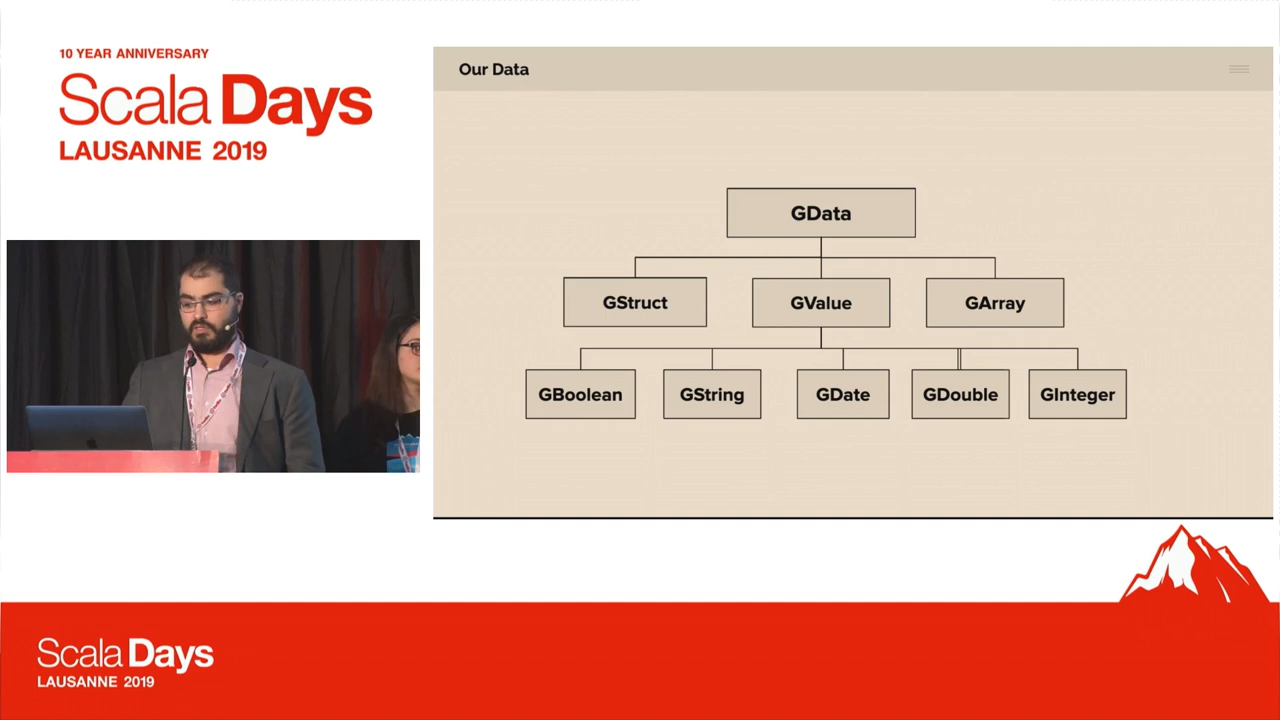 10 YEAR ANNIVERSARY
Scala Days
LAUSANNE 2019
Our Data
GData
GStruct
GValue
GArray
GBoolean
GString
GDate
GDouble
GInteger
Scala Days
LAUSANNE 2019